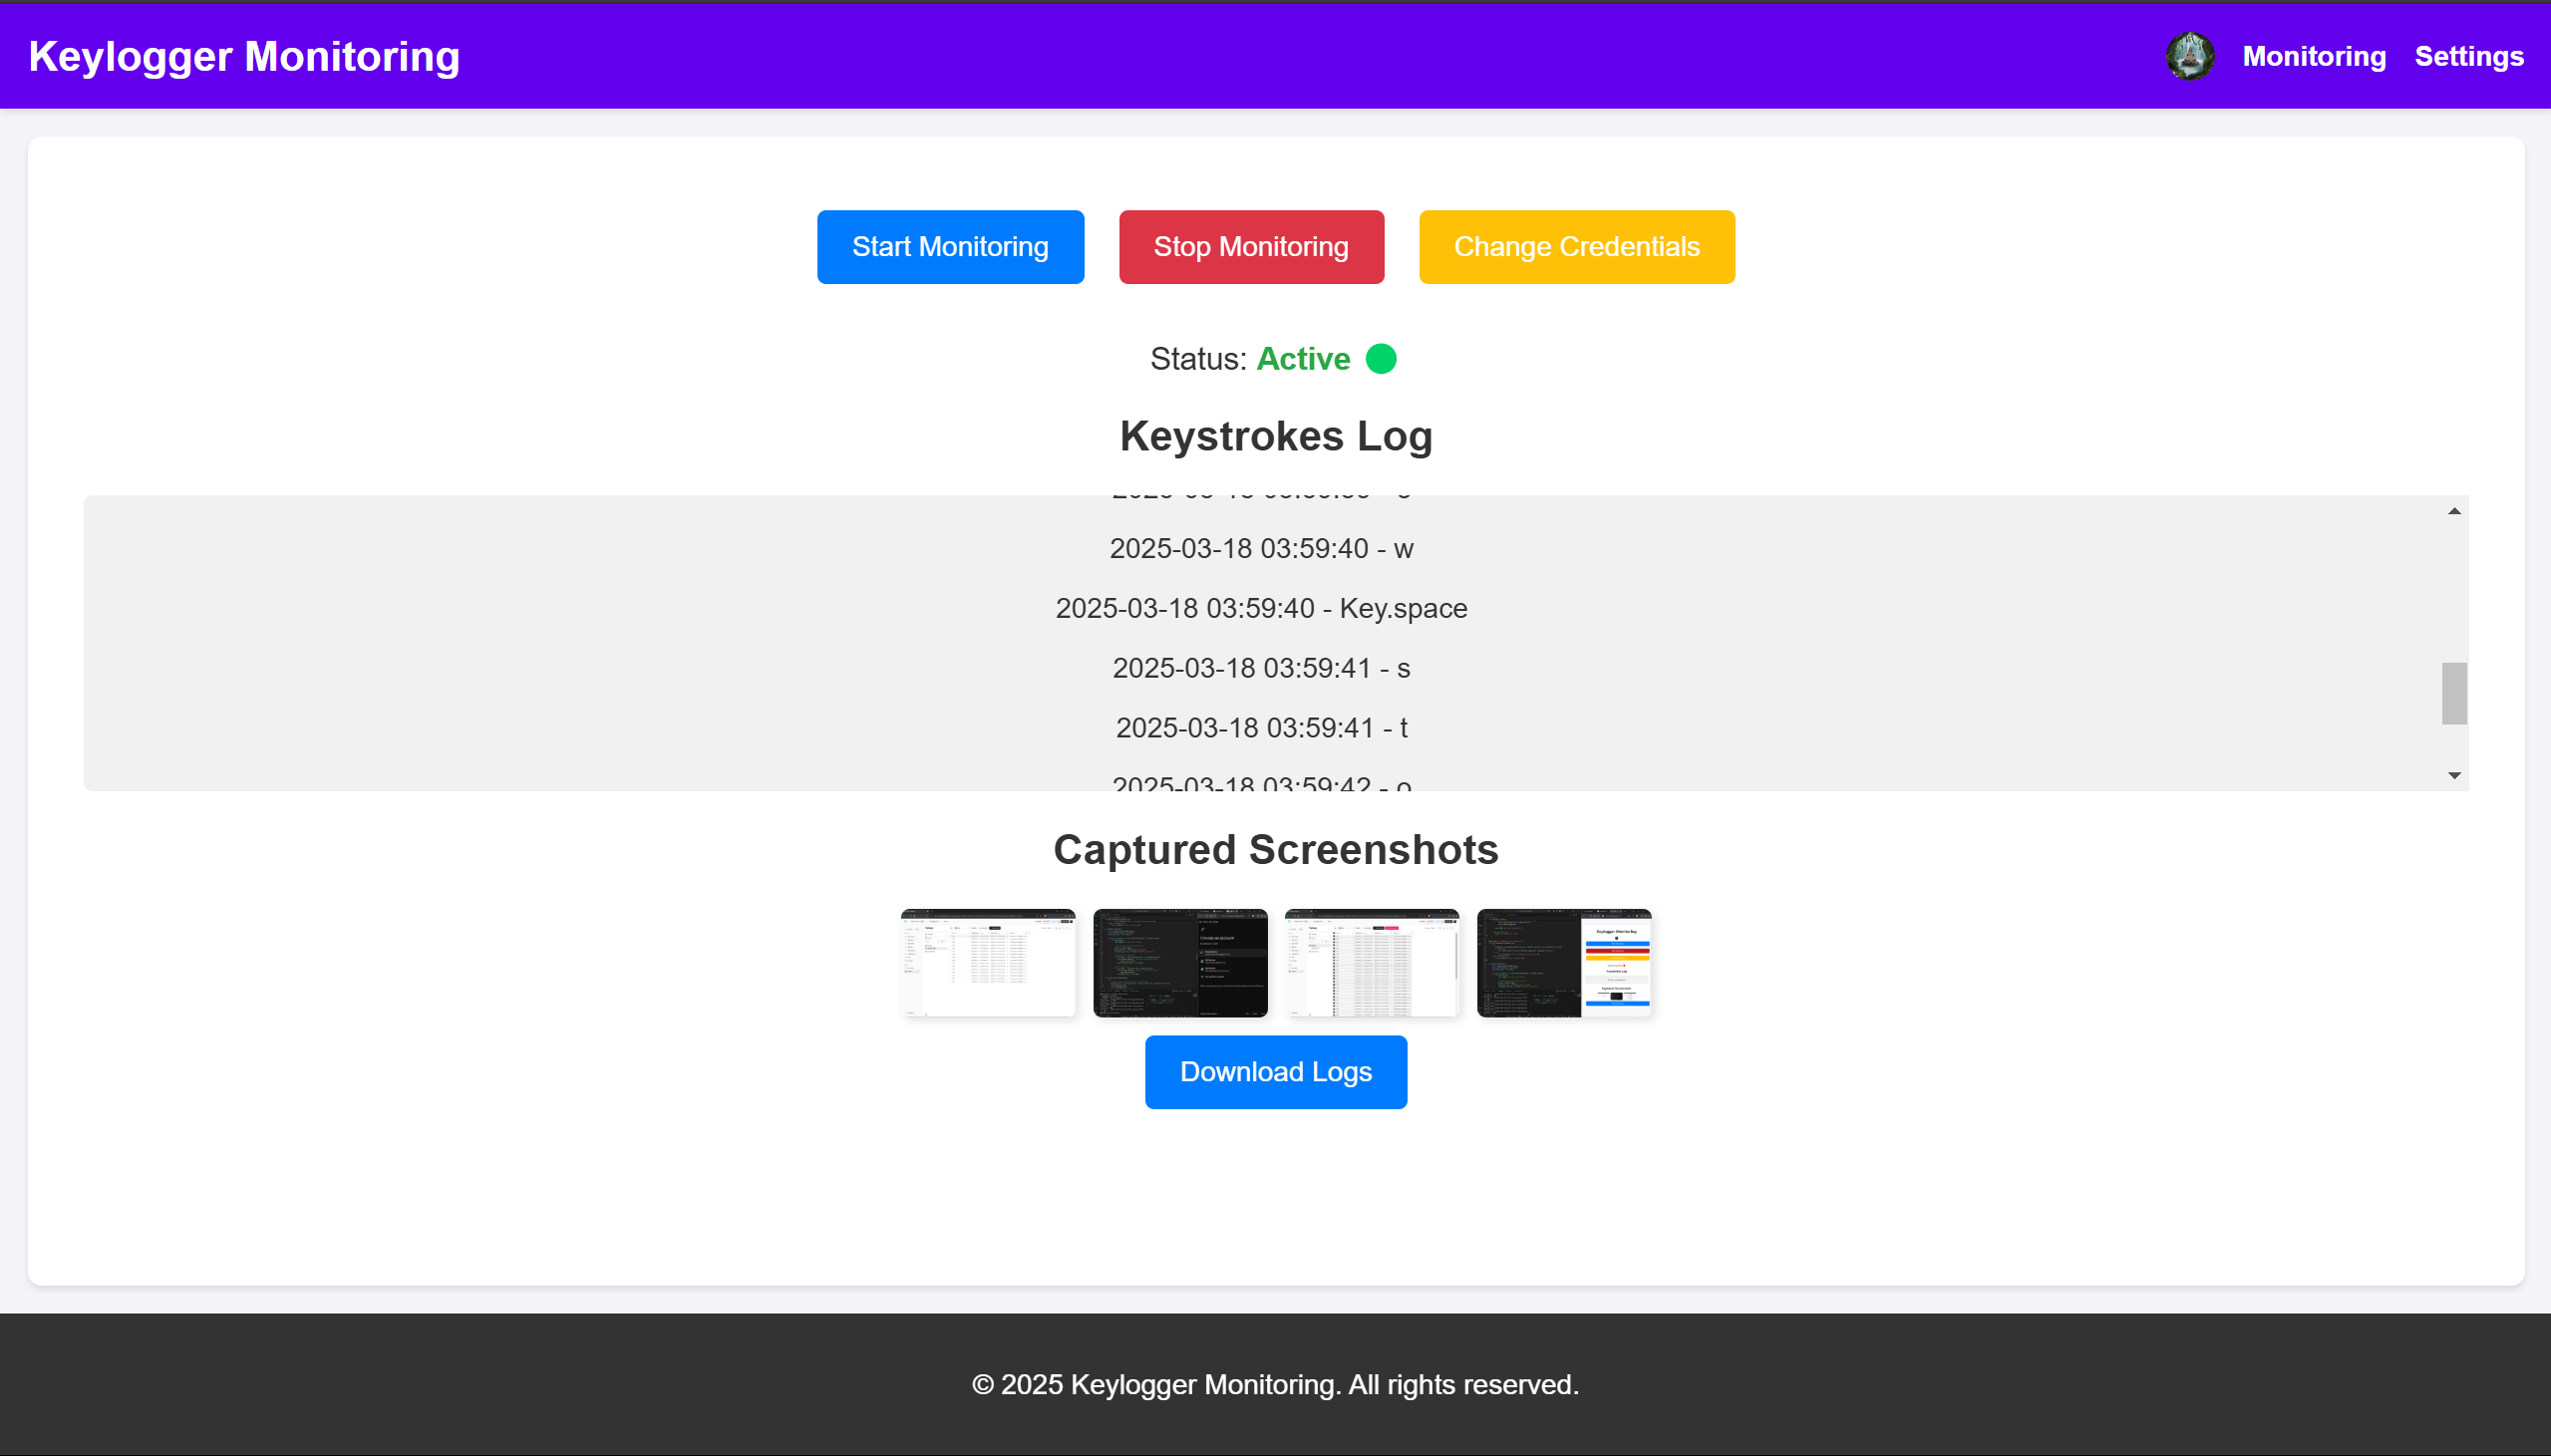 Keylogger Monitoring
Monitoring
Settings
Start Monitoring
Stop Monitoring
Change Credentials
Status: Active
Keystrokes Log
2025-03-18 03:59:40 - w
2025-03-18 03:59:40 - Key.space
2025-03-18 03:59:41 - s
2025-03-18 03:59:41 - t
2025-03-18 03:59:42 - o
Captured Screenshots
Keylogger Monitoring
Download Logs
© 2025 Keylogger Monitoring. All rights reserved.